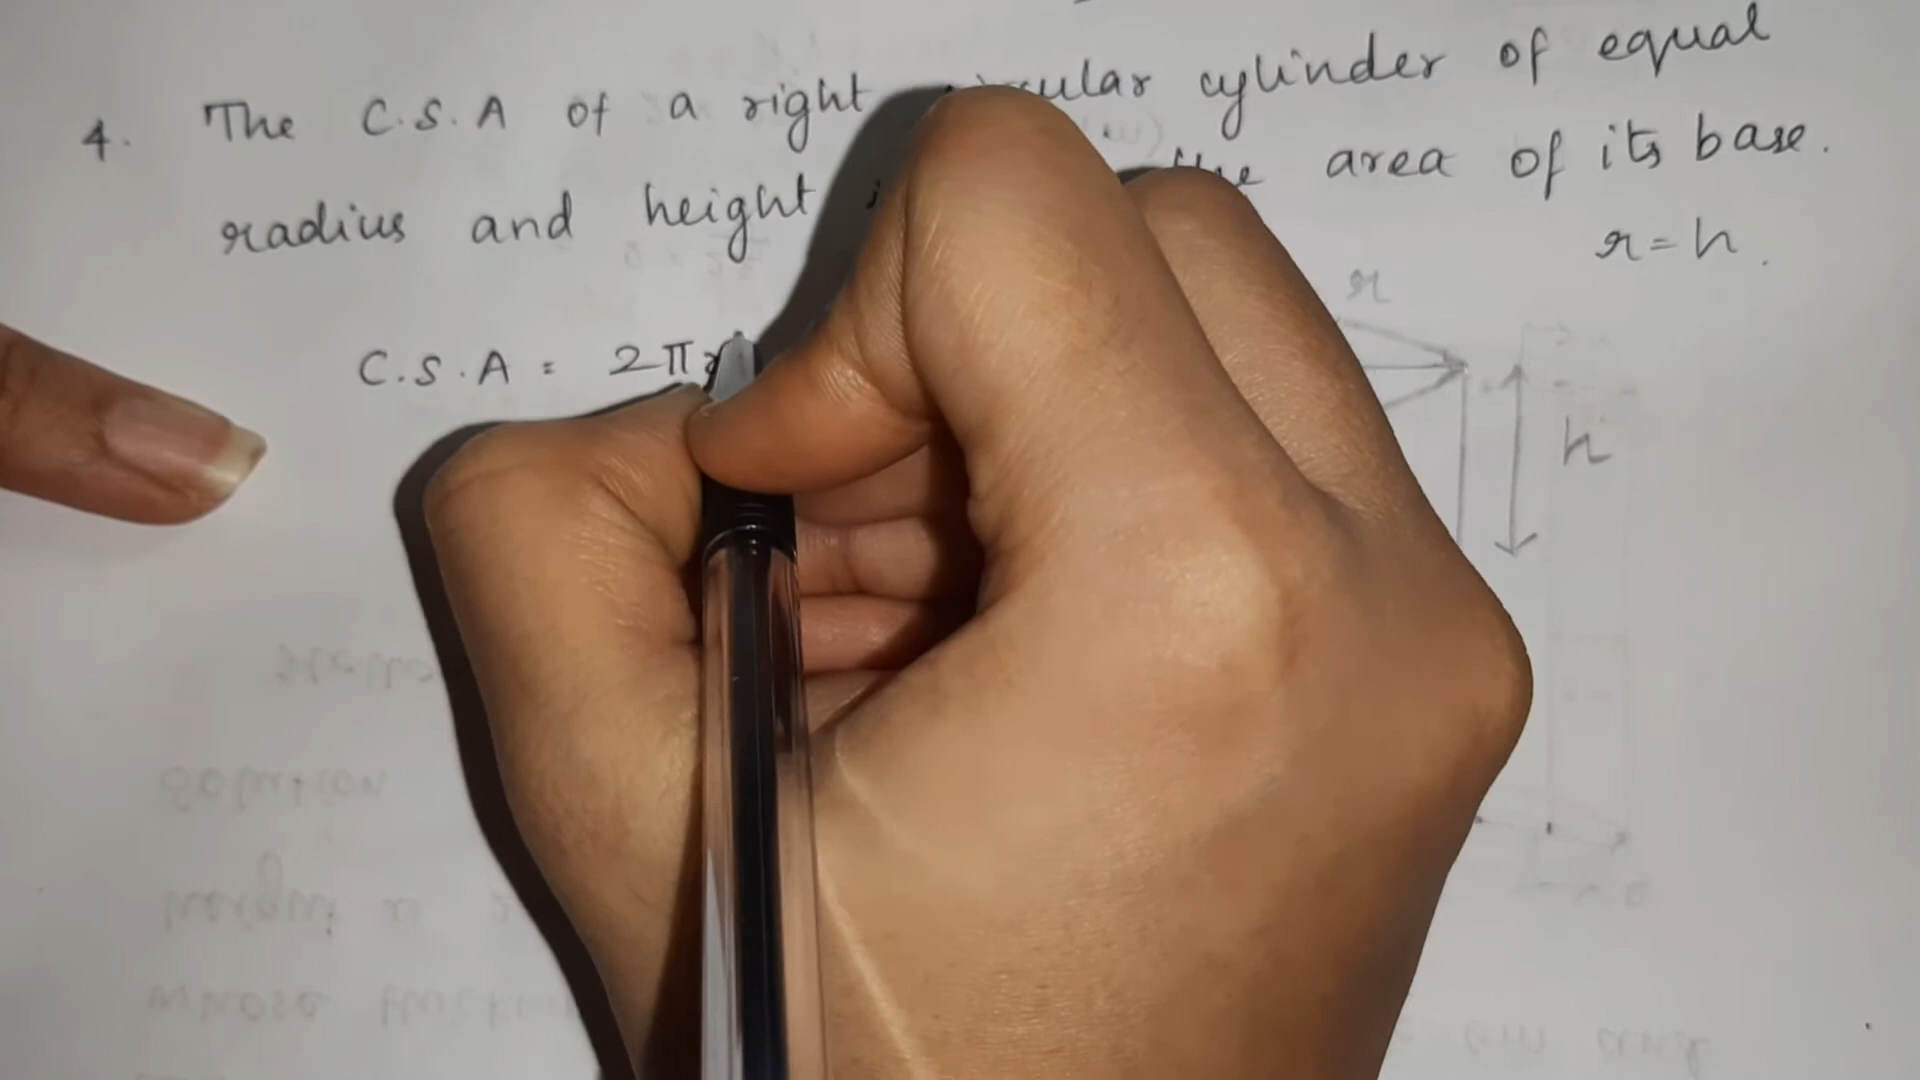 4. The C.S.A of a right cylinder of equal
radius and height area of its base.
r = h.
r
C.S.A = 2π
h